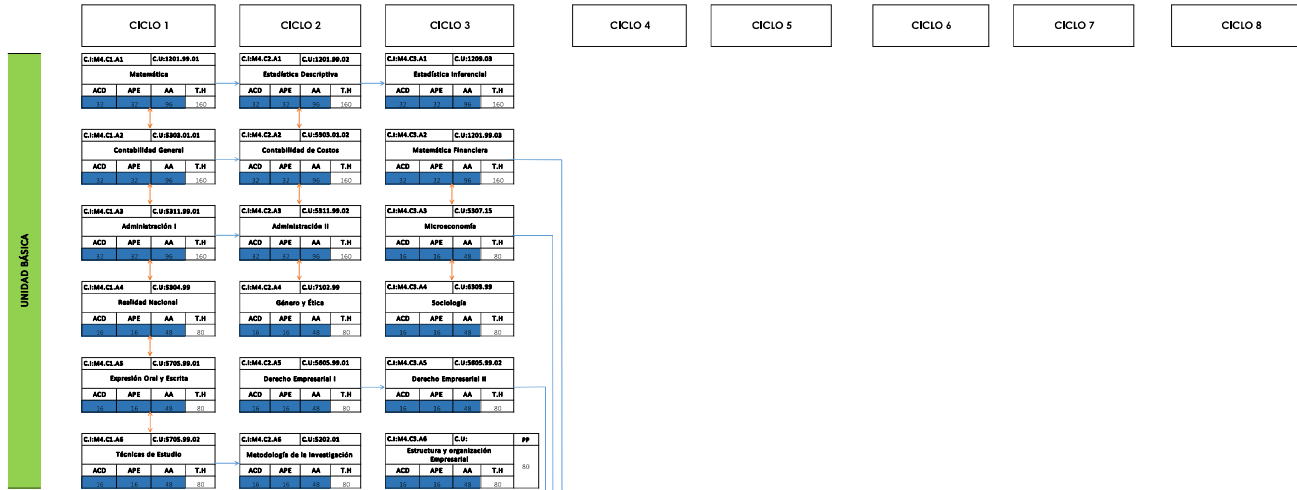 CICLO 1 CICLO 2 CICLO 3 CICLO 4 CICLO 5 CICLO 6 CICLO 7 CICLO 8
UNIDAD BÁSICA
C.I:M4.C1.A1 C.U:1201.99.01 C.I:M4.C2.A1 C.U:1201.99.02 C.I:M4.C3.A1 C.U:1209.03
Matemática Estadística Descriptiva Estadística Inferencial
ACD APE AA T.H ACD APE AA T.H ACD APE AA T.H
32 32 96 160 32 32 96 160 32 32 96 160
C.I:M4.C1.A2 C.U:5303.01.01 C.I:M4.C2.A2 C.U:5303.01.02 C.I:M4.C3.A2 C.U:1201.99.03
Contabilidad General Contabilidad de Costos Matemática Financiera
ACD APE AA T.H ACD APE AA T.H ACD APE AA T.H
32 32 96 160 32 32 96 160 32 32 96 160
C.I:M4.C1.A3 C.U:5311.99.01 C.I:M4.C2.A3 C.U:5311.99.02 C.I:M4.C3.A3 C.U:5307.15
Administración I Administración II Microeconomía
ACD APE AA T.H ACD APE AA T.H ACD APE AA T.H
32 32 96 160 32 32 96 160 16 16 48 80
C.I:M4.C1.A4 C.U:5304.99 C.I:M4.C2.A4 C.U:7102.99 C.I:M4.C3.A4 C.U:6309.99
Realidad Nacional Género y Ética Sociología
ACD APE AA T.H ACD APE AA T.H ACD APE AA T.H
16 16 48 80 16 16 48 80 16 16 48 80
C.I:M4.C1.A5 C.U:5705.99.01 C.I:M4.C2.A5 C.U:5605.99.01 C.I:M4.C3.A5 C.U:5605.99.02
Expresión Oral y Escrita Derecho Empresarial I Derecho Empresarial II
ACD APE AA T.H ACD APE AA T.H ACD APE AA T.H
16 16 48 80 16 16 48 80 16 16 48 80
C.I:M4.C1.A6 C.U:5705.99.02 C.I:M4.C2.A6 C.U:5202.01 C.I:M4.C3.A6 C.U: PP
Técnicas de Estudio Metodología de la Investigación Estructura y organización
Empresarial
80
ACD APE AA T.H ACD APE AA T.H ACD APE AA T.H
16 16 48 80 16 16 48 80 16 16 48 80